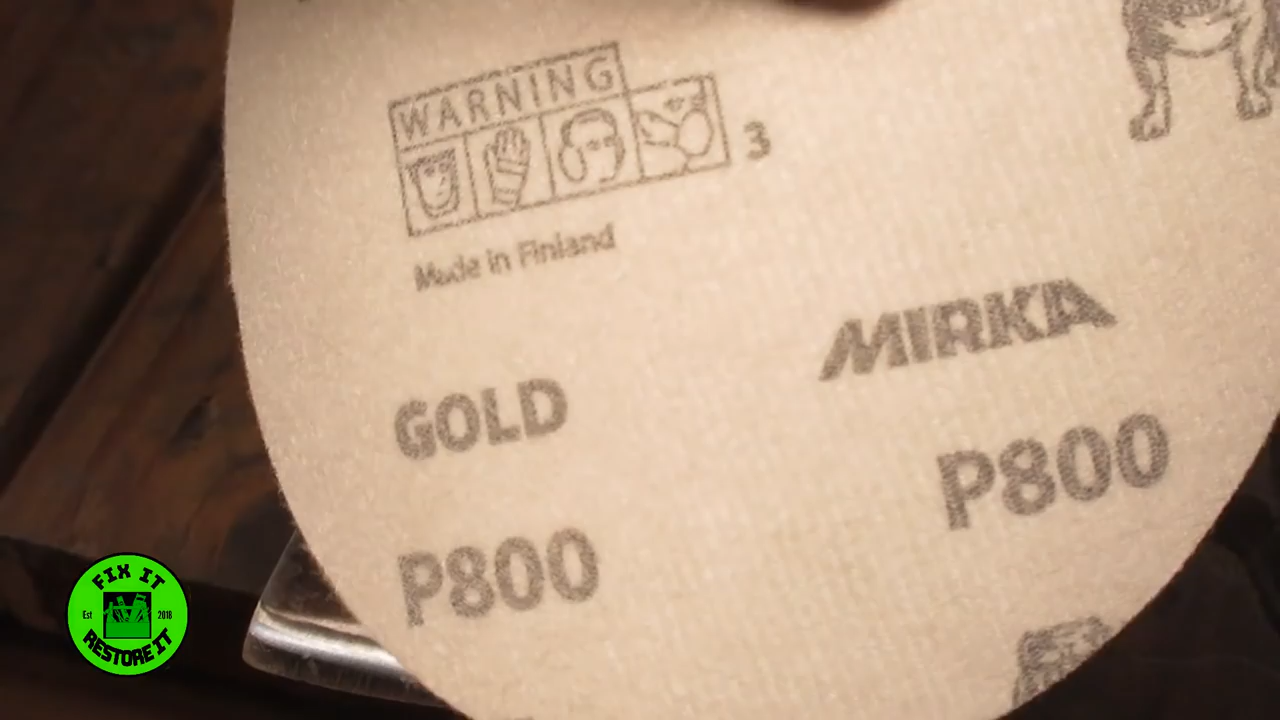 WARNING
3
Made in Finland
MIRKA
GOLD
P800
P800
FIX IT
Est 2018
RESTORE IT